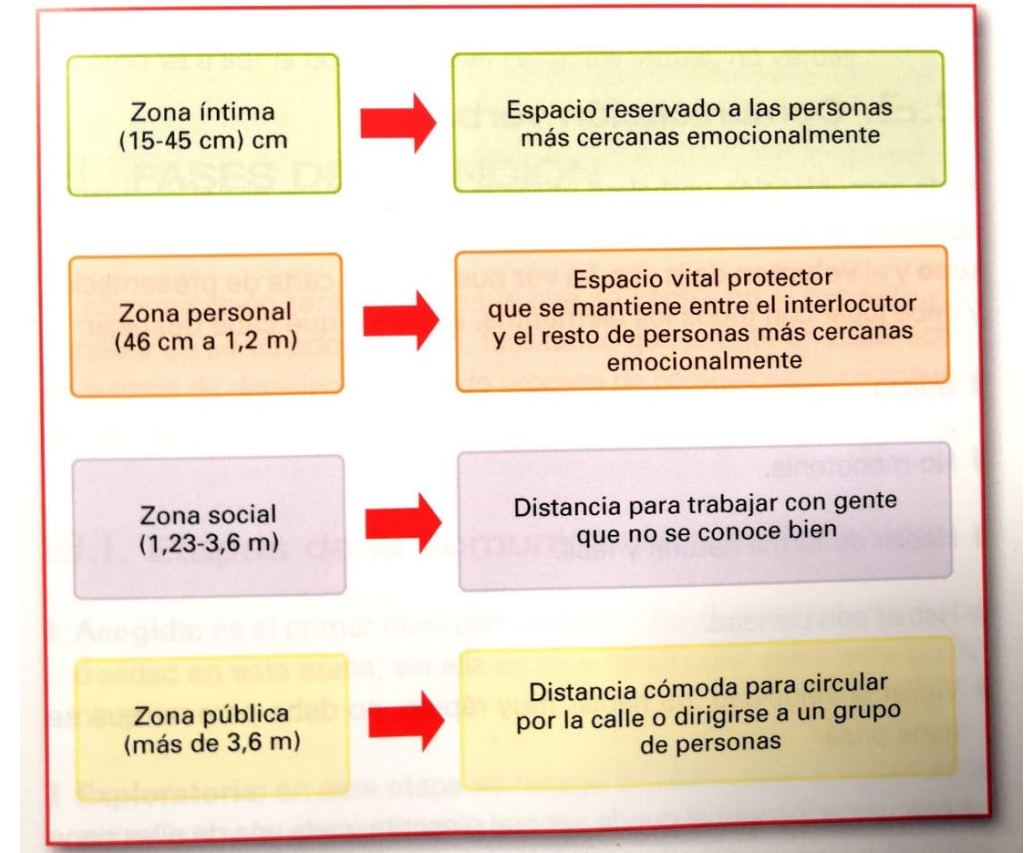 Zona íntima
(15-45 cm) cm
Espacio reservado a las personas
más cercanas emocionalmente
Zona personal
(46 cm a 1,2 m)
Espacio vital protector
que se mantiene entre el interlocutor
y el resto de personas más cercanas
emocionalmente
Zona social
(1,23-3,6 m)
Distancia para trabajar con gente
que no se conoce bien
Zona pública
(más de 3,6 m)
Distancia cómoda para circular
por la calle o dirigirse a un grupo
de personas